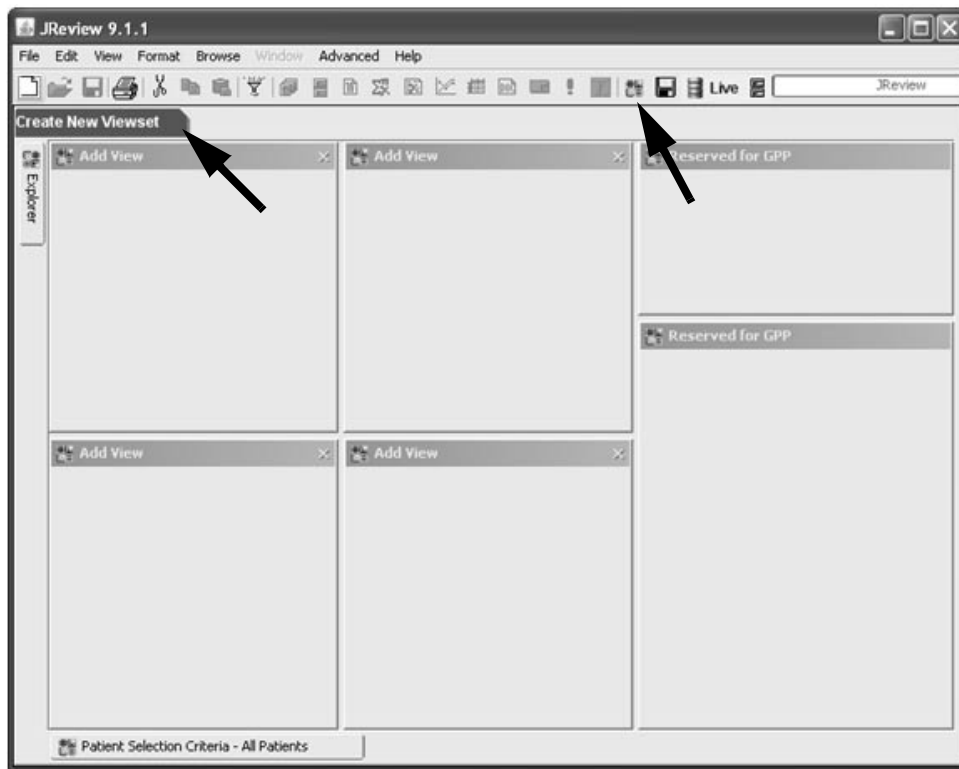 JReview 9.1.1
File Edit View Format Browse Window Advanced Help
Live JReview
Create New Viewset
Explorer
Add View
Add View
Reserved for GPP
Reserved for GPP
Add View
Add View
Patient Selection Criteria - All Patients